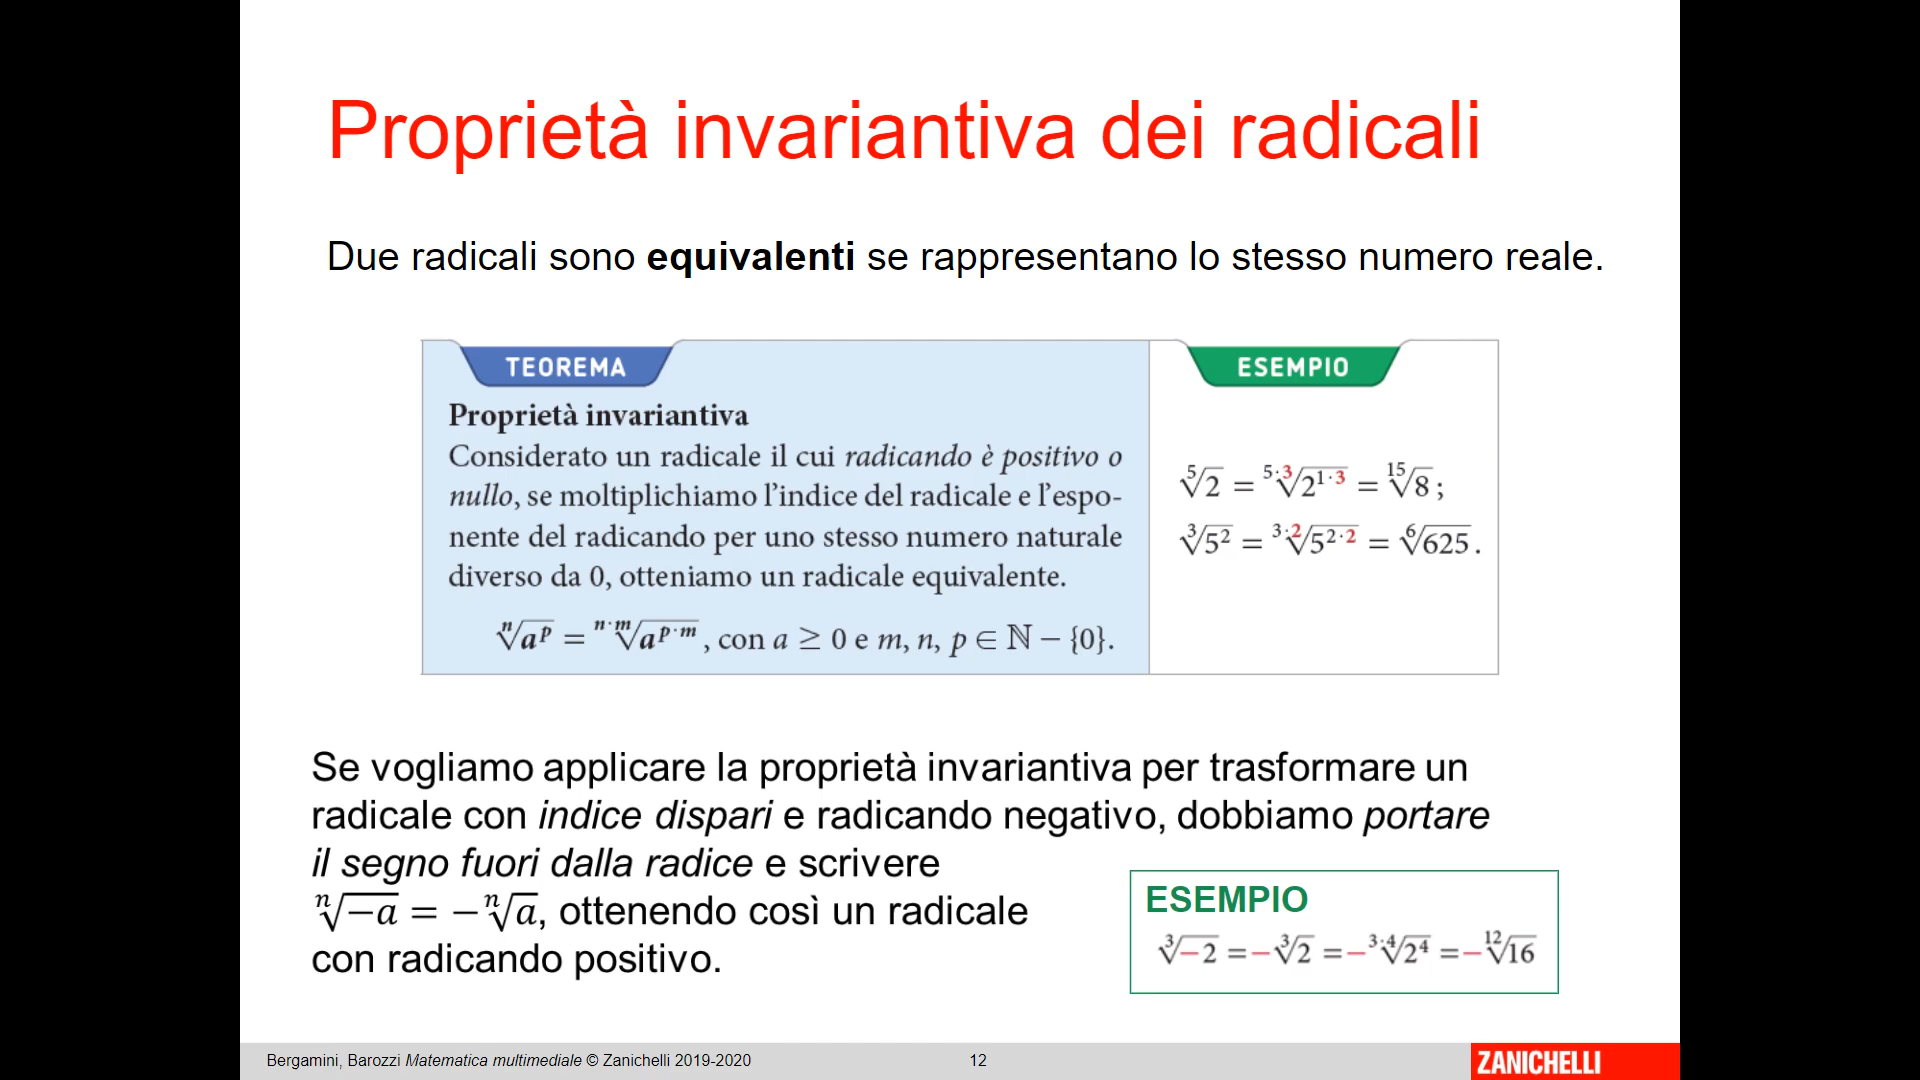 Proprietà invariantiva dei radicali
Due radicali sono equivalenti se rappresentano lo stesso numero reale.
TEOREMA
Proprietà invariantiva
Considerato un radicale il cui radicando è positivo o
nullo, se moltiplichiamo l’indice del radicale e l’espo-
nente del radicando per uno stesso numero naturale
diverso da 0, otteniamo un radicale equivalente.
ⁿ√(a^p) = ^(n·m)√(a^(p·m)), con a ≥ 0 e m, n, p ∈ ℕ − {0}.
ESEMPIO
⁵√2 = ^(5·3)√(2^(1·3)) = ¹⁵√8;
³√(5²) = ^(3·2)√(5^(2·2)) = ⁶√625.
Se vogliamo applicare la proprietà invariantiva per trasformare un
radicale con indice dispari e radicando negativo, dobbiamo portare
il segno fuori dalla radice e scrivere
ⁿ√(−a) = −ⁿ√a, ottenendo così un radicale
con radicando positivo.
ESEMPIO
³√(−2) = −³√2 = −^(3·4)√(2⁴) = −¹²√16
Bergamini, Barozzi Matematica multimediale © Zanichelli 2019-2020
12
ZANICHELLI